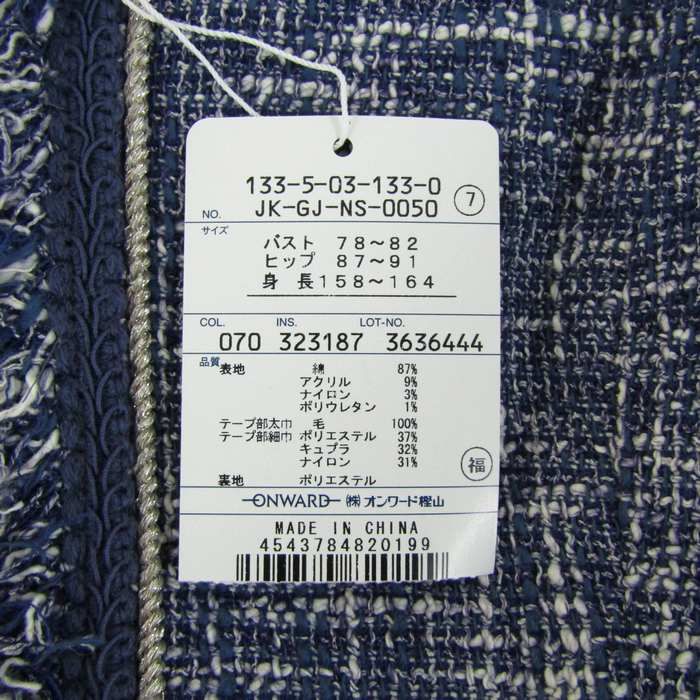 133-5-03-133-0
NO. JK-GJ-NS-0050 7
サイズ
バスト 78～82
ヒップ 87～91
身 長 158～164
COL. INS. LOT-NO.
070 323187 3636444
品質 表地 綿 87%
アクリル 9%
ナイロン 3%
ポリウレタン 1%
テープ部太巾 毛 100%
テープ部細巾 ポリエステル 37%
キュプラ 32%
ナイロン 31%
福
裏地 ポリエステル
ONWARD ㈱オンワード樫山
MADE IN CHINA
4543784820199